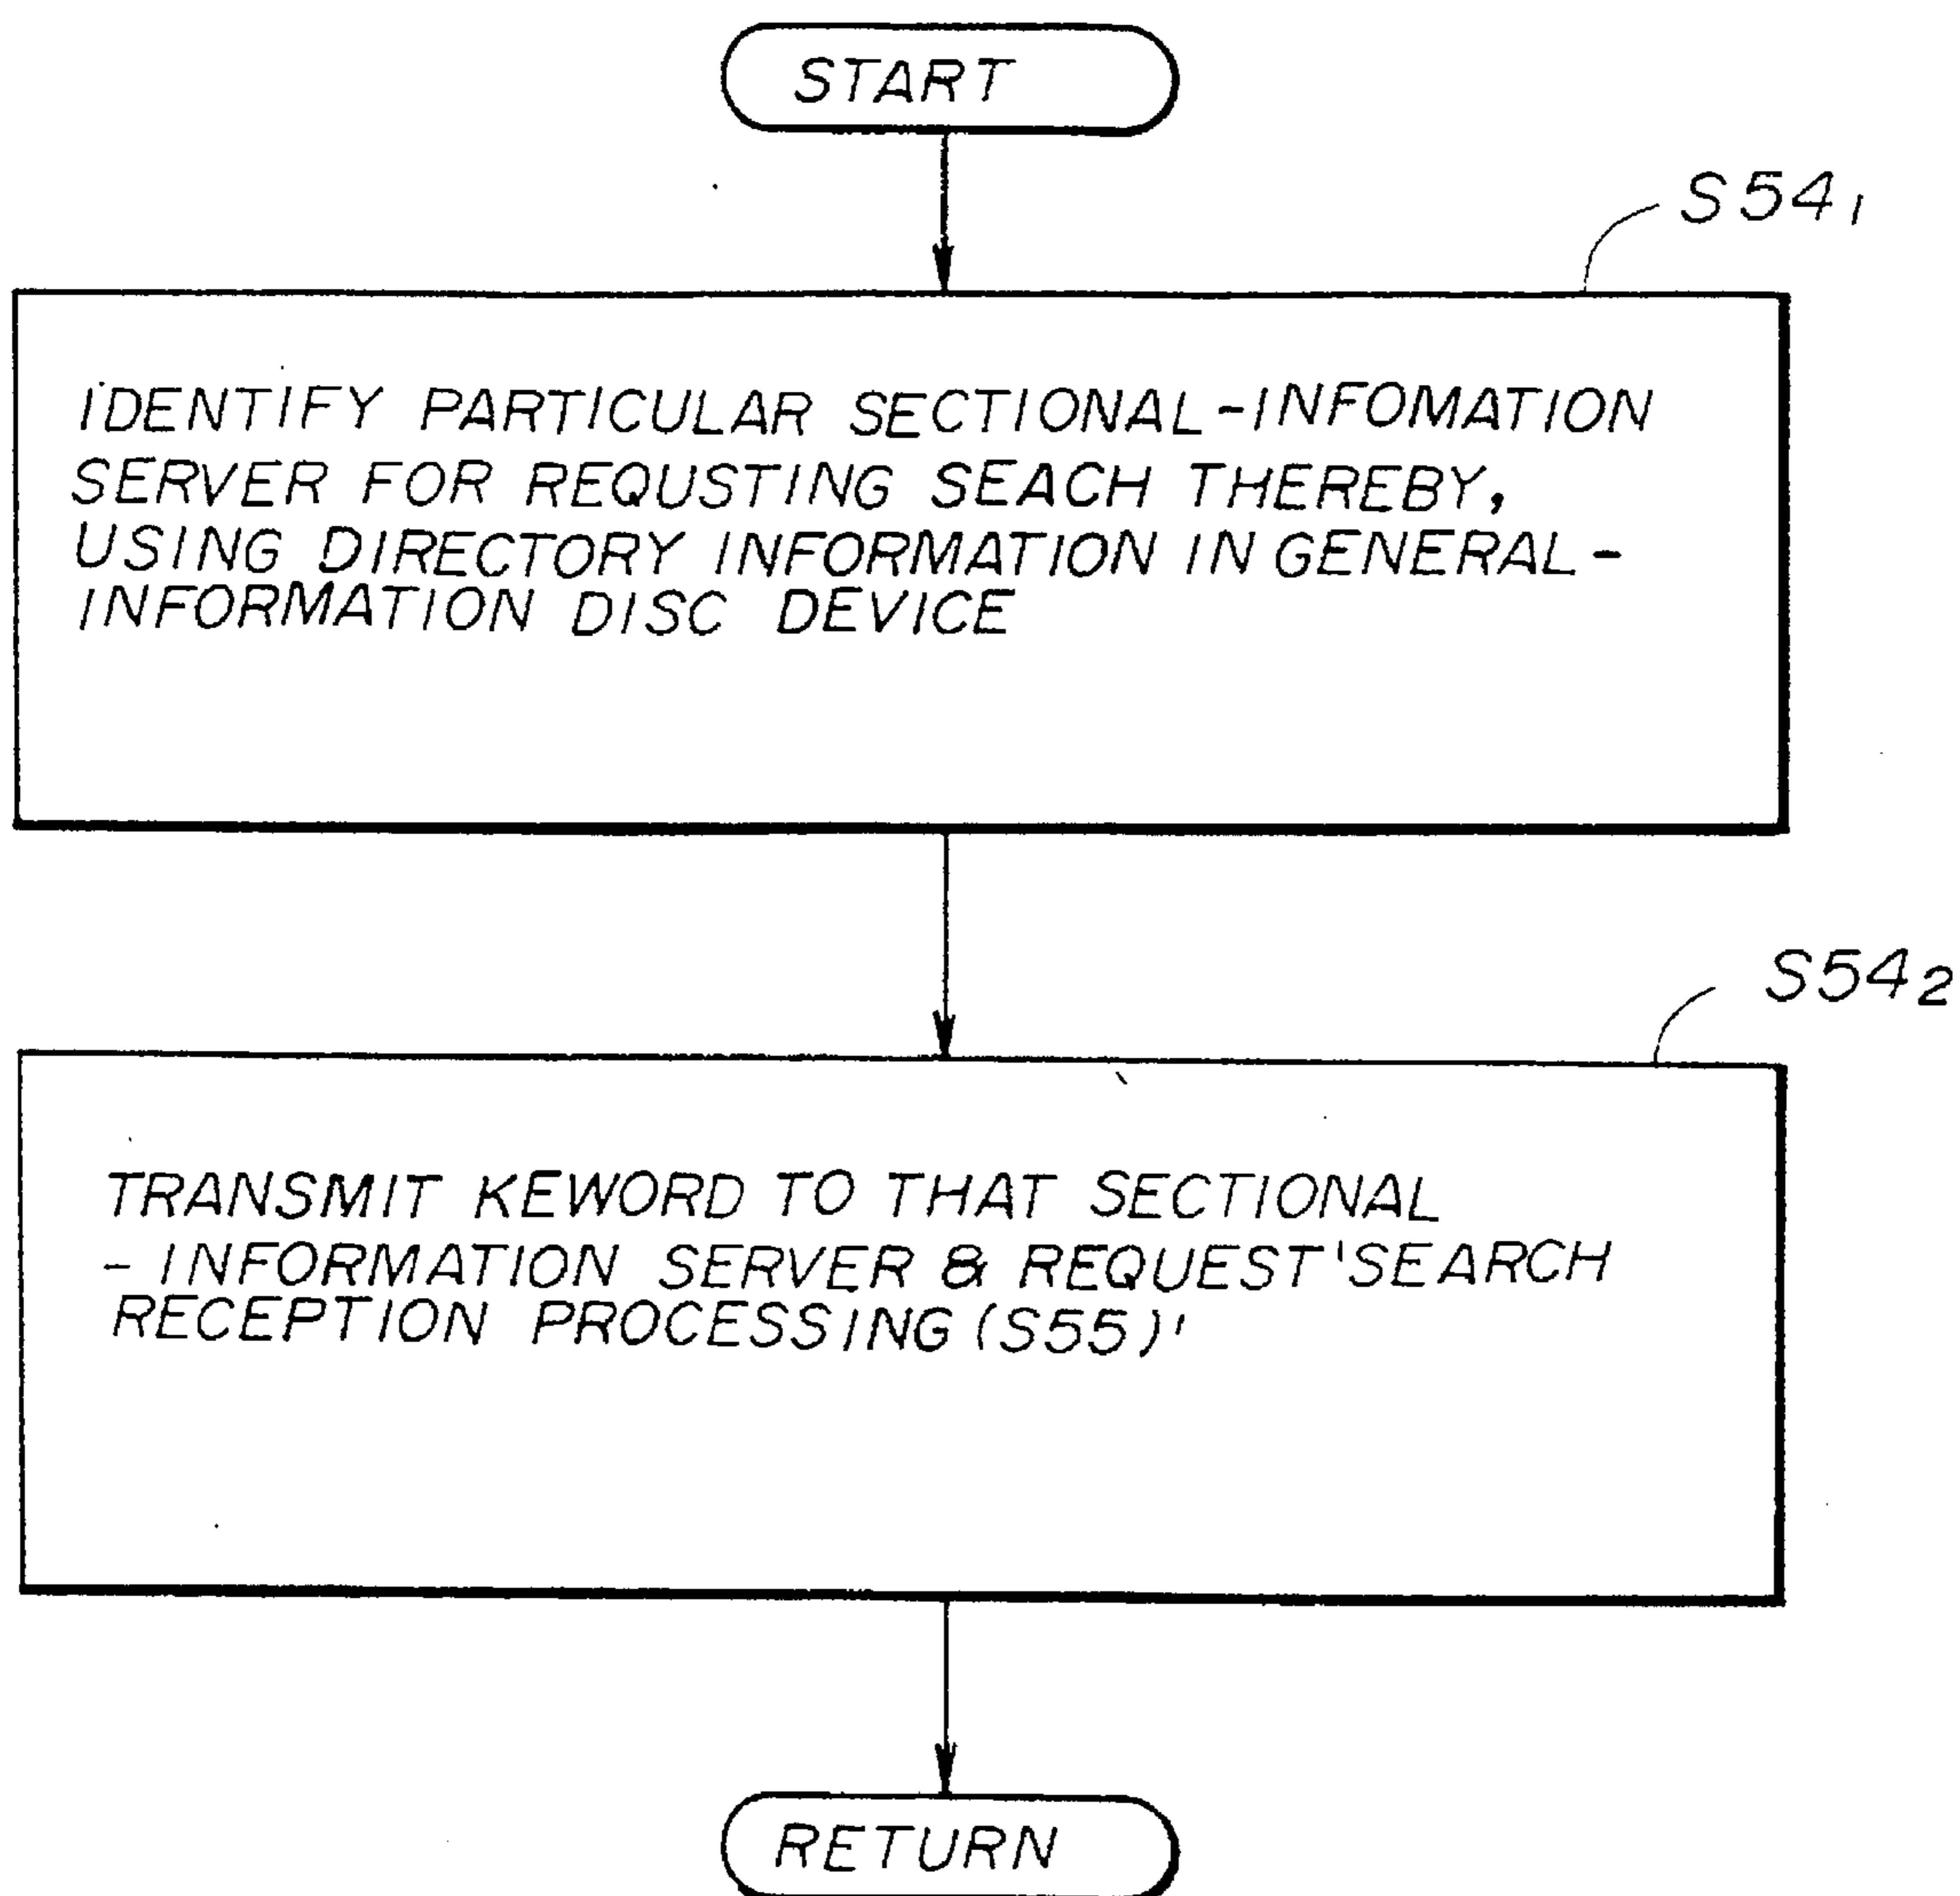 START
S54₁
IDENTIFY PARTICULAR SECTIONAL-INFOMATION
SERVER FOR REQUSTING SEACH THEREBY,
USING DIRECTORY INFORMATION IN GENERAL-
INFORMATION DISC DEVICE
S54₂
TRANSMIT KEWORD TO THAT SECTIONAL
-INFORMATION SERVER & REQUEST 'SEARCH
RECEPTION PROCESSING (S55)'
RETURN